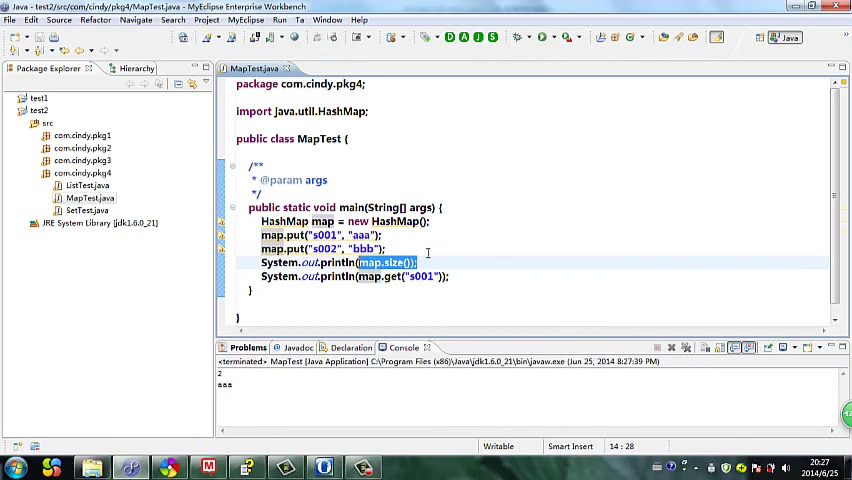 Java - test2/src/com/cindy/pkg4/MapTest.java - MyEclipse Enterprise Workbench
File Edit Source Refactor Navigate Search Project MyEclipse Run Ta Window Help
Java
Package Explorer Hierarchy
test1
test2
src
com.cindy.pkg1
com.cindy.pkg2
com.cindy.pkg3
com.cindy.pkg4
ListTest.java
MapTest.java
SetTest.java
JRE System Library [jdk1.6.0_21]
MapTest.java
package com.cindy.pkg4;
import java.util.HashMap;
public class MapTest {
/**
* @param args
*/
public static void main(String[] args) {
HashMap map = new HashMap();
map.put("s001", "aaa");
map.put("s002", "bbb");
System.out.println(map.size());
System.out.println(map.get("s001"));
}
}
Problems Javadoc Declaration Console
<terminated> MapTest [Java Application] C:\Program Files (x86)\Java\jdk1.6.0_21\bin\javaw.exe (Jun 25, 2014 8:27:39 PM)
2
aaa
Writable Smart Insert 14 : 28
20:27
2014/6/25